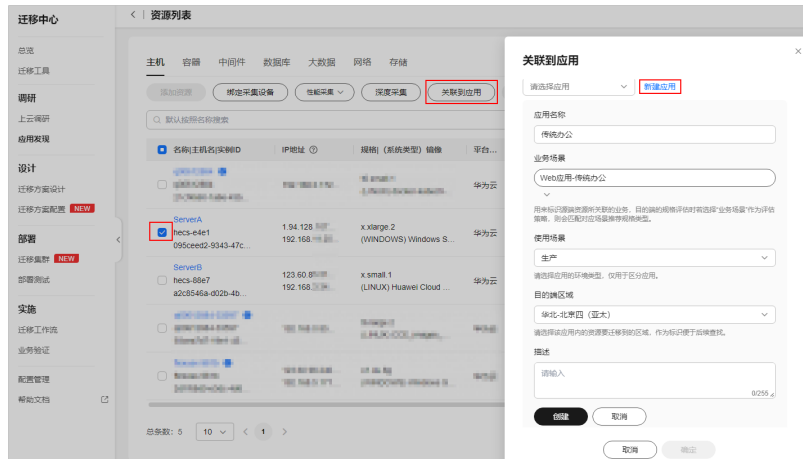 迁移中心
总览
迁移工具
调研
上云调研
应用发现
设计
迁移方案设计
迁移方案配置 NEW
部署
迁移集群 NEW
部署测试
实施
迁移工作流
业务验证
配置管理
帮助文档
< 资源列表
主机 容器 中间件 数据库 大数据 网络 存储
添加资源 绑定采集设备 性能采集 深度采集 关联到应用
默认按照名称搜索
名称|主机名|实例ID IP地址 规格| (系统类型) 镜像 平台...
华为云
ServerA
hecs-e4e1 1.94.128 x.xlarge.2 华为云
095ceed2-9343-47c... 192.168. (WINDOWS) Windows S...
ServerB
hecs-88e7 123.60.8 x.small.1 华为云
a2c8546a-d02b-4b... 192.168. (LINUX) Huawei Cloud ...
总条数: 5 10 < 1 >
关联到应用
请选择应用 新建应用
应用名称
传统办公
业务场景
Web应用-传统办公
用来标识源端资源所关联的业务，目的端的规格评估时若选择“业务场景”作为评估
策略，则会匹配对应场景推荐规格类型。
使用场景
生产
请选择应用的环境类型，仅用于区分应用。
目的端区域
华北-北京四（亚太）
请选择该应用内的资源要迁移到的区域，作为标识便于后续查找。
描述
请输入
0/255
创建 取消
取消 确定